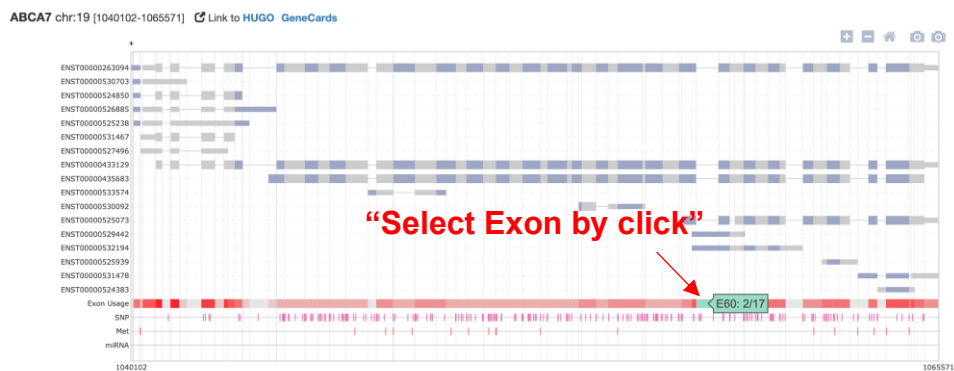 ABCA7 chr:19 [1040102-1065571] Link to HUGO GeneCards
+
ENST00000263094
ENST00000530703
ENST00000524850
ENST00000526885
ENST00000525238
ENST00000531467
ENST00000527496
ENST00000433129
ENST00000435683
ENST00000533574
ENST00000530092
ENST00000525073
ENST00000529442
ENST00000532194
ENST00000525939
ENST00000531478
ENST00000524383
“Select Exon by click”
Exon Usage
E60: 2/17
SNP
Met
miRNA
1040102
1065571